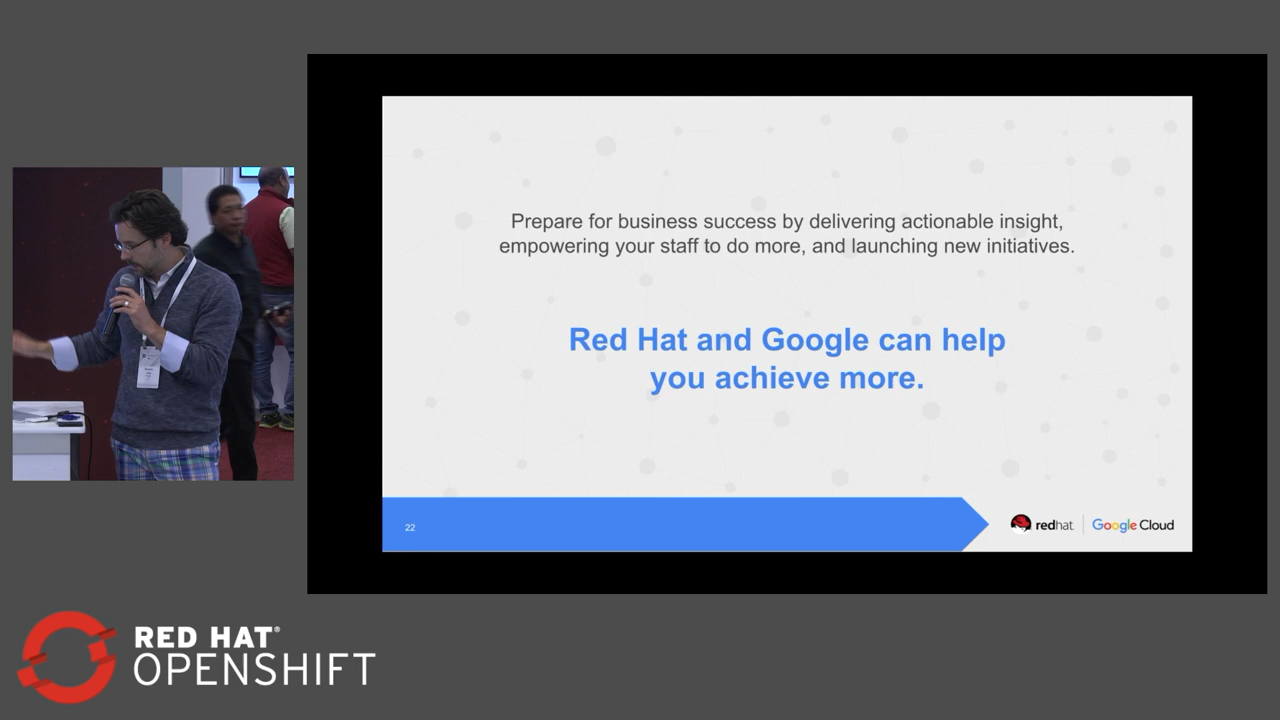 Prepare for business success by delivering actionable insight,
empowering your staff to do more, and launching new initiatives.
Red Hat and Google can help
you achieve more.
22
redhat
Google Cloud
RED HAT®
OPENSHIFT